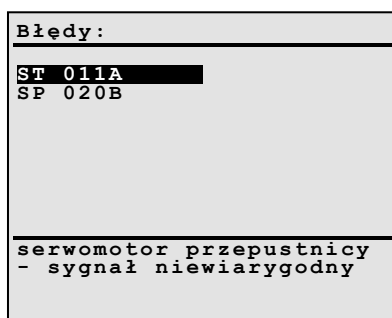 Błędy:
ST 011A
SP 020B
serwomotor przepustnicy
- sygnał niewiarygodny